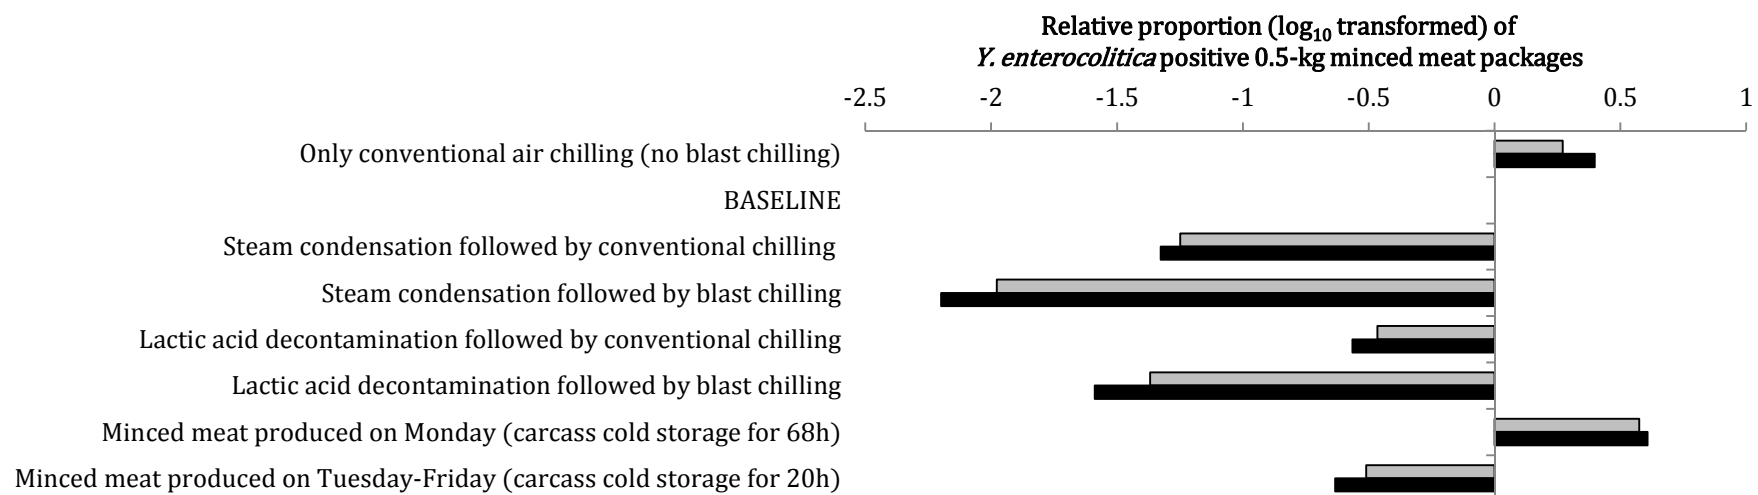 Relative proportion (log10 transformed) of
Y. enterocolitica positive 0.5-kg minced meat packages
-2.5 -2 -1.5 -1 -0.5 0 0.5 1
Only conventional air chilling (no blast chilling)
BASELINE
Steam condensation followed by conventional chilling
Steam condensation followed by blast chilling
Lactic acid decontamination followed by conventional chilling
Lactic acid decontamination followed by blast chilling
Minced meat produced on Monday (carcass cold storage for 68h)
Minced meat produced on Tuesday-Friday (carcass cold storage for 20h)